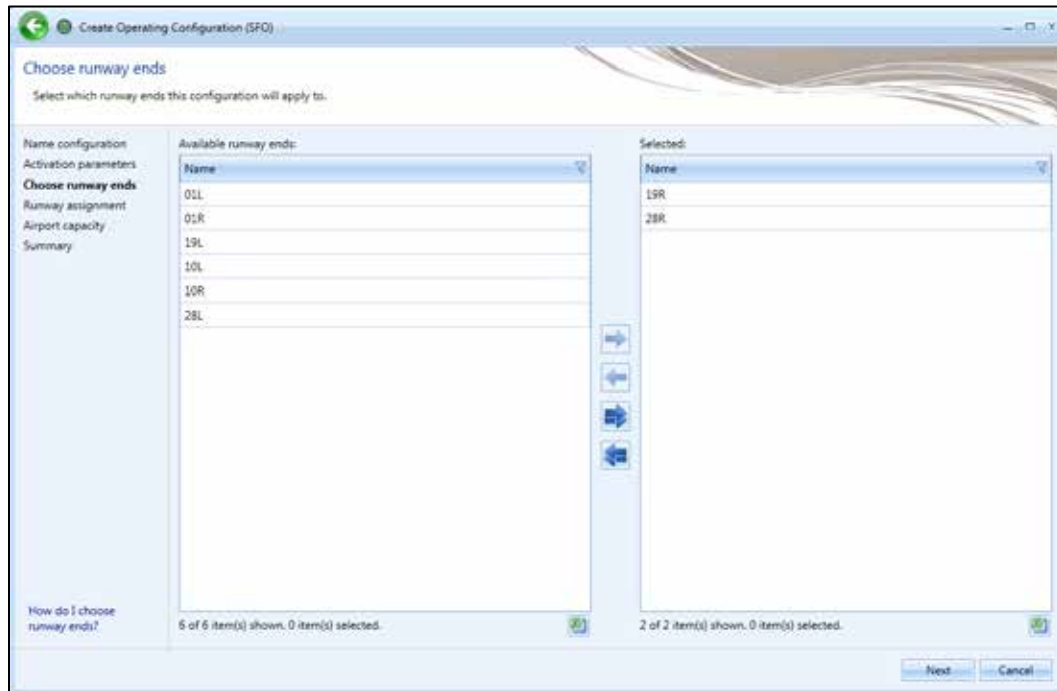 Create Operating Configuration (SFO)
Choose runway ends
Select which runway ends this configuration will apply to.
Name configuration
Activation parameters
Choose runway ends
Runway assignment
Airport capacity
Summary
How do I choose
runway ends?
Available runway ends:
Name
01L
01R
19L
10L
10R
28L
6 of 6 item(s) shown. 0 item(s) selected.
Selected:
Name
19R
28R
2 of 2 item(s) shown. 0 item(s) selected.
Next
Cancel